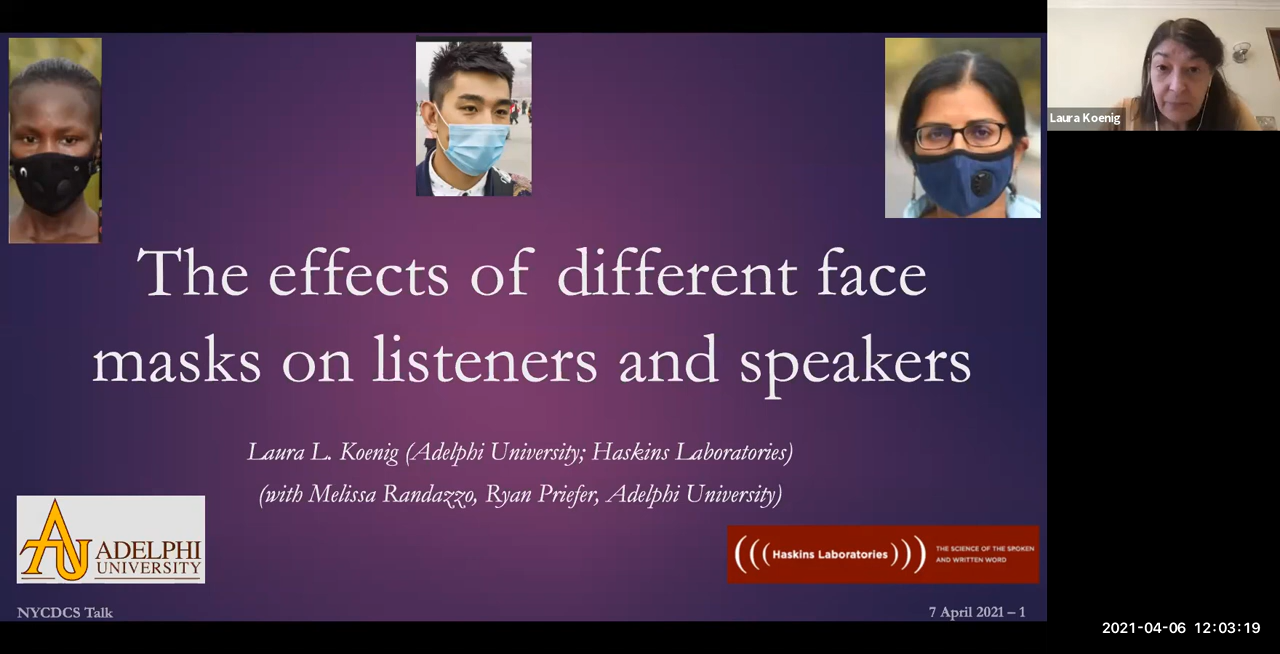 Laura Koenig
The effects of different face
masks on listeners and speakers
Laura L. Koenig (Adelphi University; Haskins Laboratories)
(with Melissa Randazzo, Ryan Priefer, Adelphi University)
ADELPHI
UNIVERSITY
(((Haskins Laboratories)))
THE SCIENCE OF THE SPOKEN
AND WRITTEN WORD
NYCDCS Talk
7 April 2021 – 1
2021-04-06 12:03:19